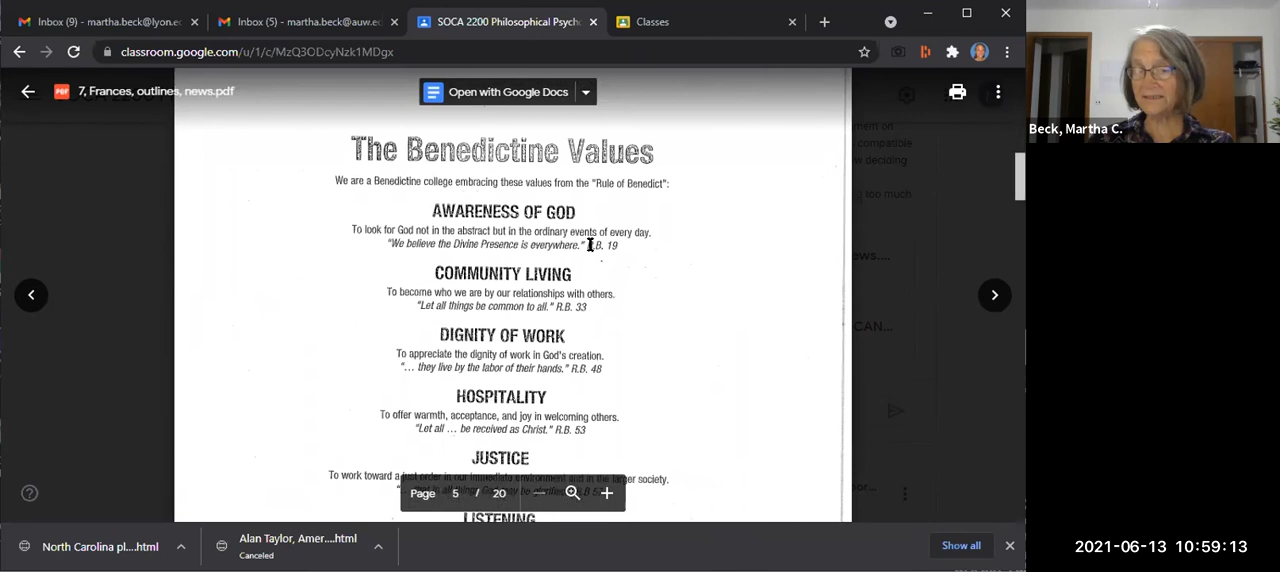 Inbox (9) - martha.beck@lyon.ec
Inbox (5) - martha.beck@auw.ec
SOCA 2200 Philosophical Psych
Classes
classroom.google.com/u/1/c/MzQ3ODcyNzk1MDgx
7, Frances, outlines, news.pdf
Open with Google Docs
Beck, Martha C.
The Benedictine Values
We are a Benedictine college embracing these values from the "Rule of Benedict":
AWARENESS OF GOD
To look for God not in the abstract but in the ordinary events of every day.
"We believe the Divine Presence is everywhere." R.B. 19
COMMUNITY LIVING
To become who we are by our relationships with others.
"Let all things be common to all." R.B. 33
DIGNITY OF WORK
To appreciate the dignity of work in God's creation.
"... they live by the labor of their hands." R.B. 48
HOSPITALITY
To offer warmth, acceptance, and joy in welcoming others.
"Let all ... be received as Christ." R.B. 53
JUSTICE
To work toward a just order in our immediate environment and in the larger society.
Page 5 / 20
LISTENING
North Carolina pl....html
Alan Taylor, Amer....html
Canceled
Show all
2021-06-13 10:59:13